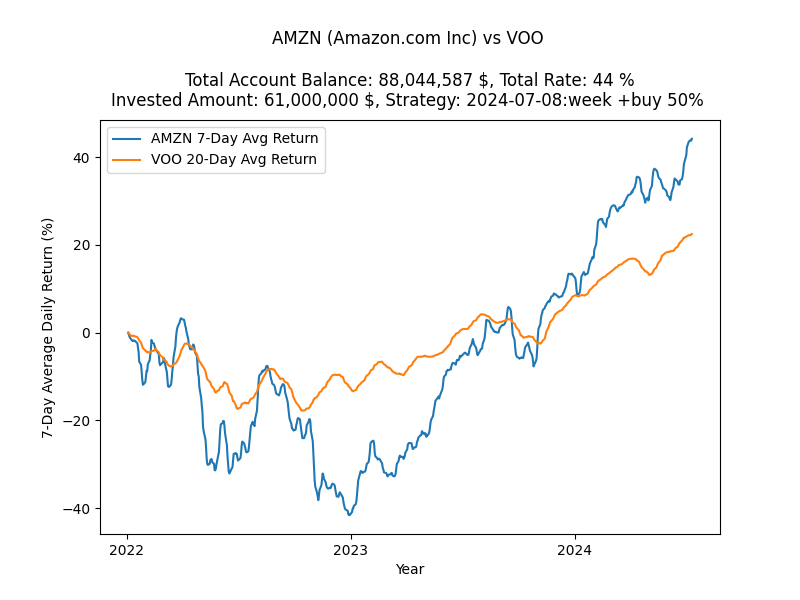 AMZN (Amazon.com Inc) vs VOO
Total Account Balance: 88,044,587 $, Total Rate: 44 %
Invested Amount: 61,000,000 $, Strategy: 2024-07-08:week +buy 50%
AMZN 7-Day Avg Return
VOO 20-Day Avg Return
7-Day Average Daily Return (%)
40
20
0
−20
−40
2022
2023
2024
Year